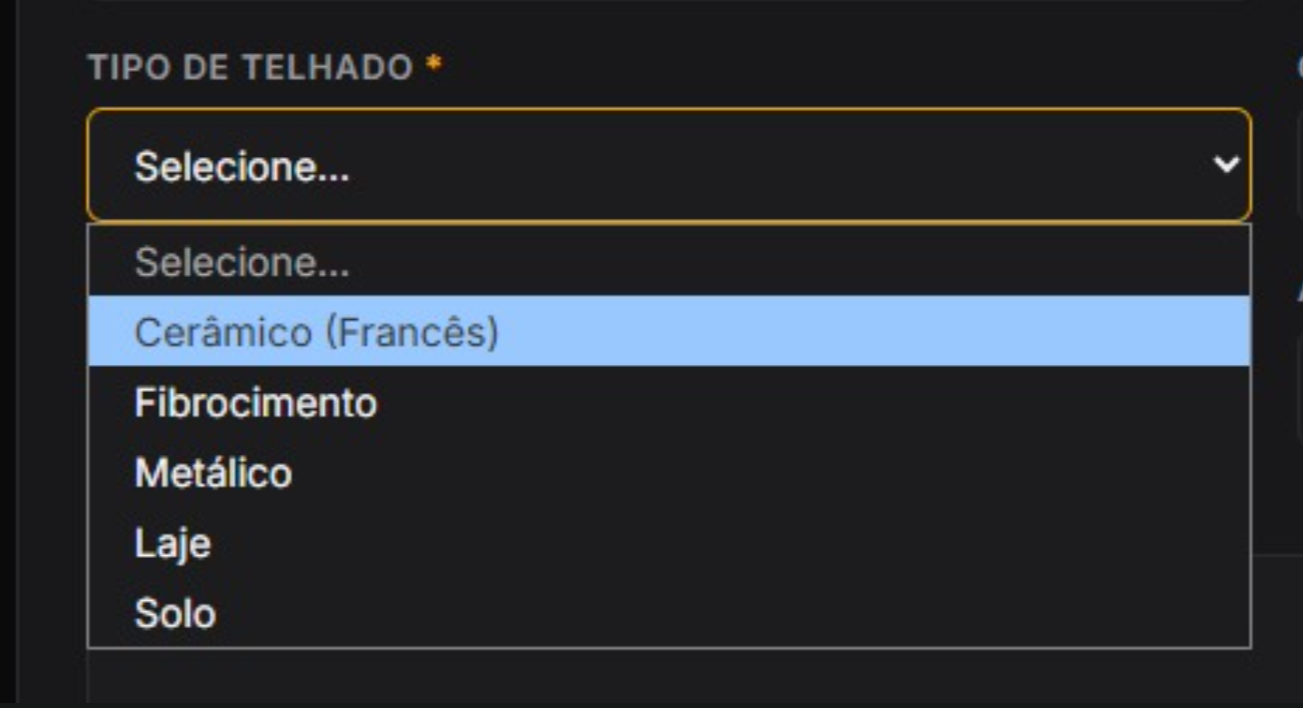 TIPO DE TELHADO *
Selecione...
Selecione...
Cerâmico (Francês)
Fibrocimento
Metálico
Laje
Solo